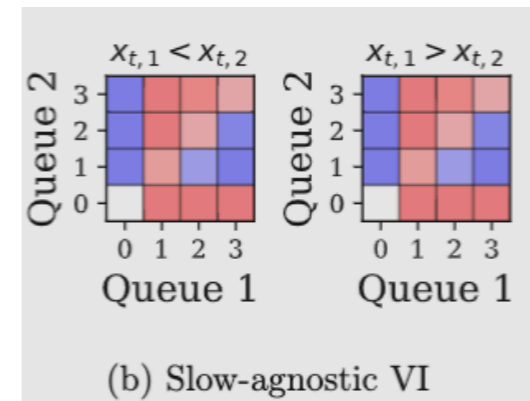 x_{t,1} < x_{t,2}
Queue 2
3
2
1
0
0 1 2 3
Queue 1
x_{t,1} > x_{t,2}
Queue 2
3
2
1
0
0 1 2 3
Queue 1
(b) Slow-agnostic VI